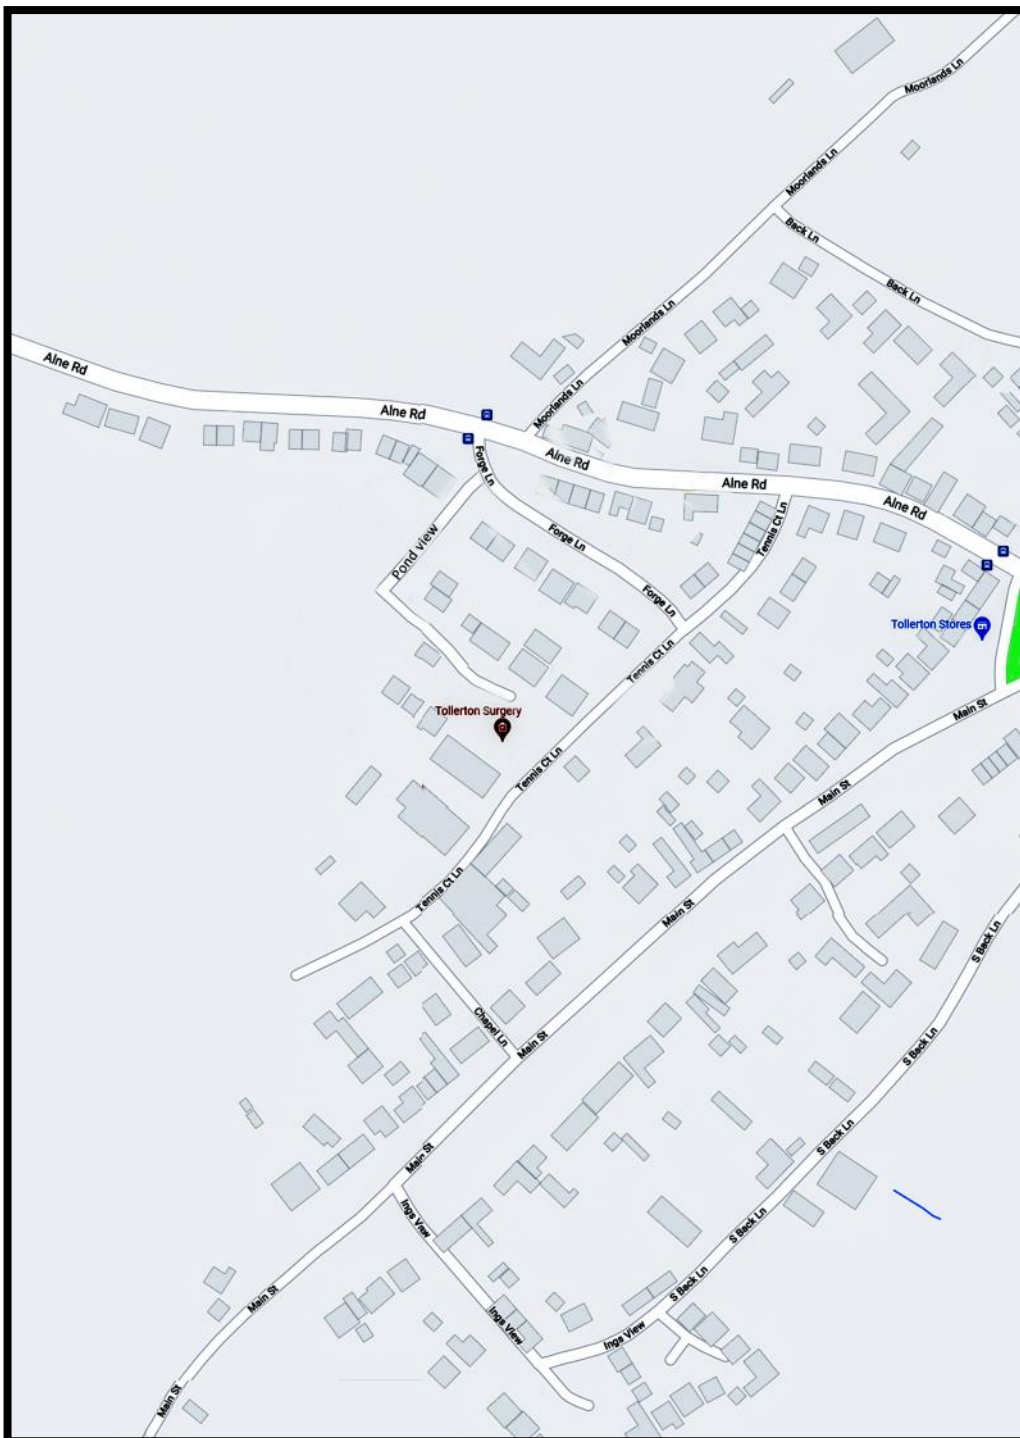 Moorlands Ln
Moorlands Ln
Back Ln
Back Ln
Moorlands Ln
Alne Rd
Moorlands Ln
Alne Rd
Alne Rd
Forge Ln
Alne Rd
Alne Rd
Tennis Ct Ln
Forge Ln
Pond view
Forge Ln
Tollerton Stores
Tennis Ct Ln
Tollerton Surgery
Main St
Tennis Ct Ln
Main St
Tennis Ct Ln
Main St
S Back Ln
Chapel Ln
Main St
S Back Ln
S Back Ln
Main St
Ings View
S Back Ln
S Back Ln
Main St
Ings View
Ings View
Main St